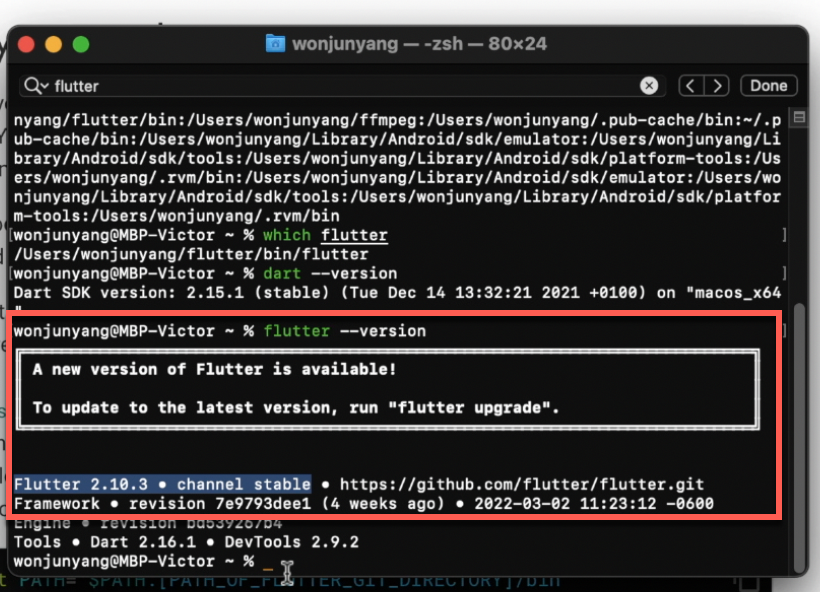 wonjunyang — -zsh — 80×24
flutter
Done
nyang/flutter/bin:/Users/wonjunyang/ffmpeg:/Users/wonjunyang/.pub-cache/bin:~/.p
ub-cache/bin:/Users/wonjunyang/Library/Android/sdk/emulator:/Users/wonjunyang/Li
brary/Android/sdk/tools:/Users/wonjunyang/Library/Android/sdk/platform-tools:/Us
ers/wonjunyang/.rvm/bin:/Users/wonjunyang/Library/Android/sdk/emulator:/Users/wo
njunyang/Library/Android/sdk/tools:/Users/wonjunyang/Library/Android/sdk/platfor
m-tools:/Users/wonjunyang/.rvm/bin
[wonjunyang@MBP-Victor ~ % which flutter ]
/Users/wonjunyang/flutter/bin/flutter
[wonjunyang@MBP-Victor ~ % dart --version ]
Dart SDK version: 2.15.1 (stable) (Tue Dec 14 13:32:21 2021 +0100) on "macos_x64
"
wonjunyang@MBP-Victor ~ % flutter --version ]
A new version of Flutter is available!
To update to the latest version, run "flutter upgrade".
Flutter 2.10.3 • channel stable • https://github.com/flutter/flutter.git
Framework • revision 7e9793dee1 (4 weeks ago) • 2022-03-02 11:23:12 -0600
Engine • revision bd539267b4
Tools • Dart 2.16.1 • DevTools 2.9.2
wonjunyang@MBP-Victor ~ % _
t PATH="$PATH:[PATH_OF_FLUTTER_GIT_DIRECTORY]/bin